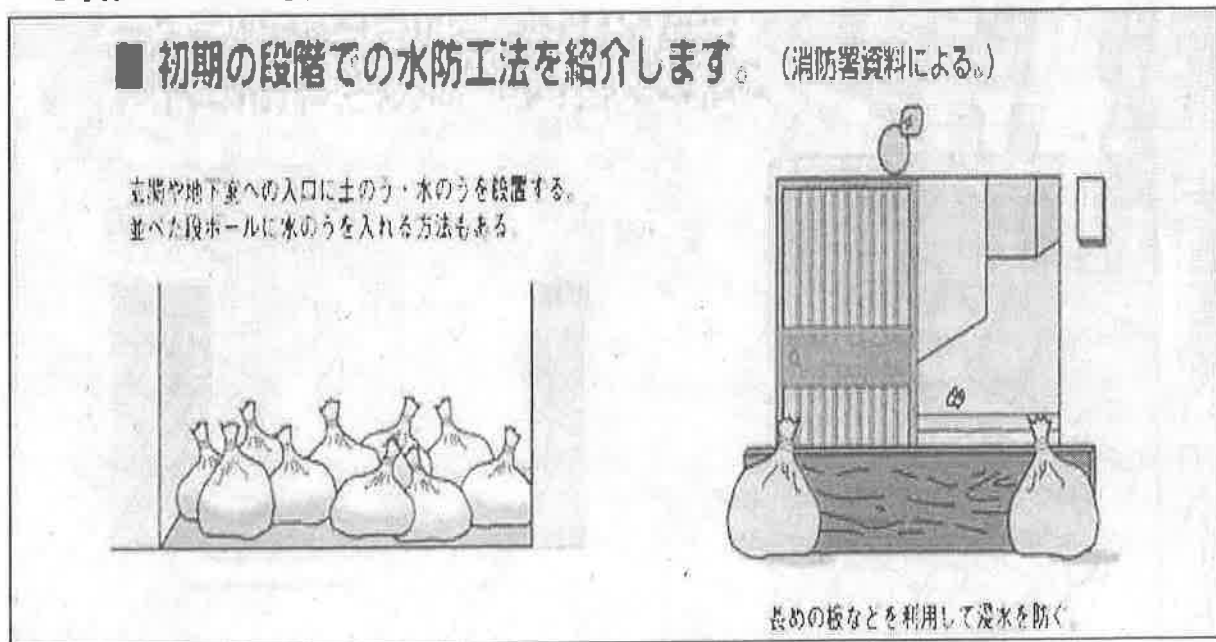 ■ 初期の段階での水防工法を紹介します。 (消防署資料による。)
玄関や地下室への入口に土のう・水のうを設置する。
並べた段ボールに水のうを入れる方法もある。
長めの板などを利用して浸水を防ぐ